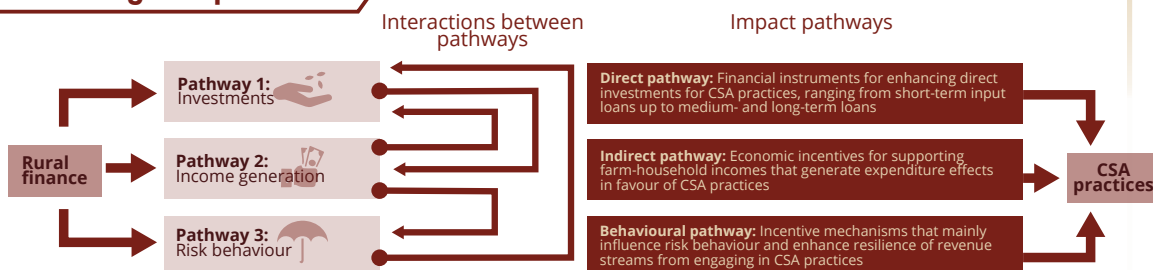 Interactions between
pathways
Impact pathways
Rural
finance
Pathway 1:
Investments
Pathway 2:
Income generation
Pathway 3:
Risk behaviour
Direct pathway: Financial instruments for enhancing direct
investments for CSA practices, ranging from short-term input
loans up to medium- and long-term loans
Indirect pathway: Economic incentives for supporting
farm-household incomes that generate expenditure effects
in favour of CSA practices
Behavioural pathway: Incentive mechanisms that mainly
influence risk behaviour and enhance resilience of revenue
streams from engaging in CSA practices
CSA
practices